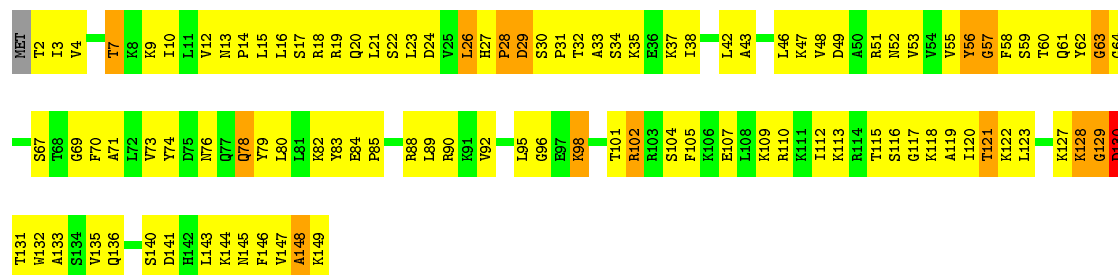 MET T2 I3 V4 T7 K8 K9 I10 L11 V12 N13 P14 L15 L16 S17 R18 R19 Q20 L21 S22 L23 D24 V25 L26 H27 P28 D29 S30 P31 T32 A33 S34 K35 E36 K37 I38 L42 A43 L46 K47 V48 D49 A50 R51 N52 V53 V54 V55 Y56 G57 F58 S59 T60 Q61 Y62 G63 G64
S67 T68 G69 F70 A71 L72 V73 Y74 D75 N76 Q77 Q78 Y79 L80 L81 K82 Y83 E84 P85 R88 L89 R90 K91 V92 L95 G96 E97 K98 T101 R102 R103 S104 F105 K106 E107 L108 K109 R110 K111 I112 K113 R114 T115 S116 G117 K118 A119 I120 T121 K122 L123 K127 K128 G129
T131 W132 A133 S134 V135 Q136 S140 D141 H142 L143 K144 N145 F146 V147 A148 K149